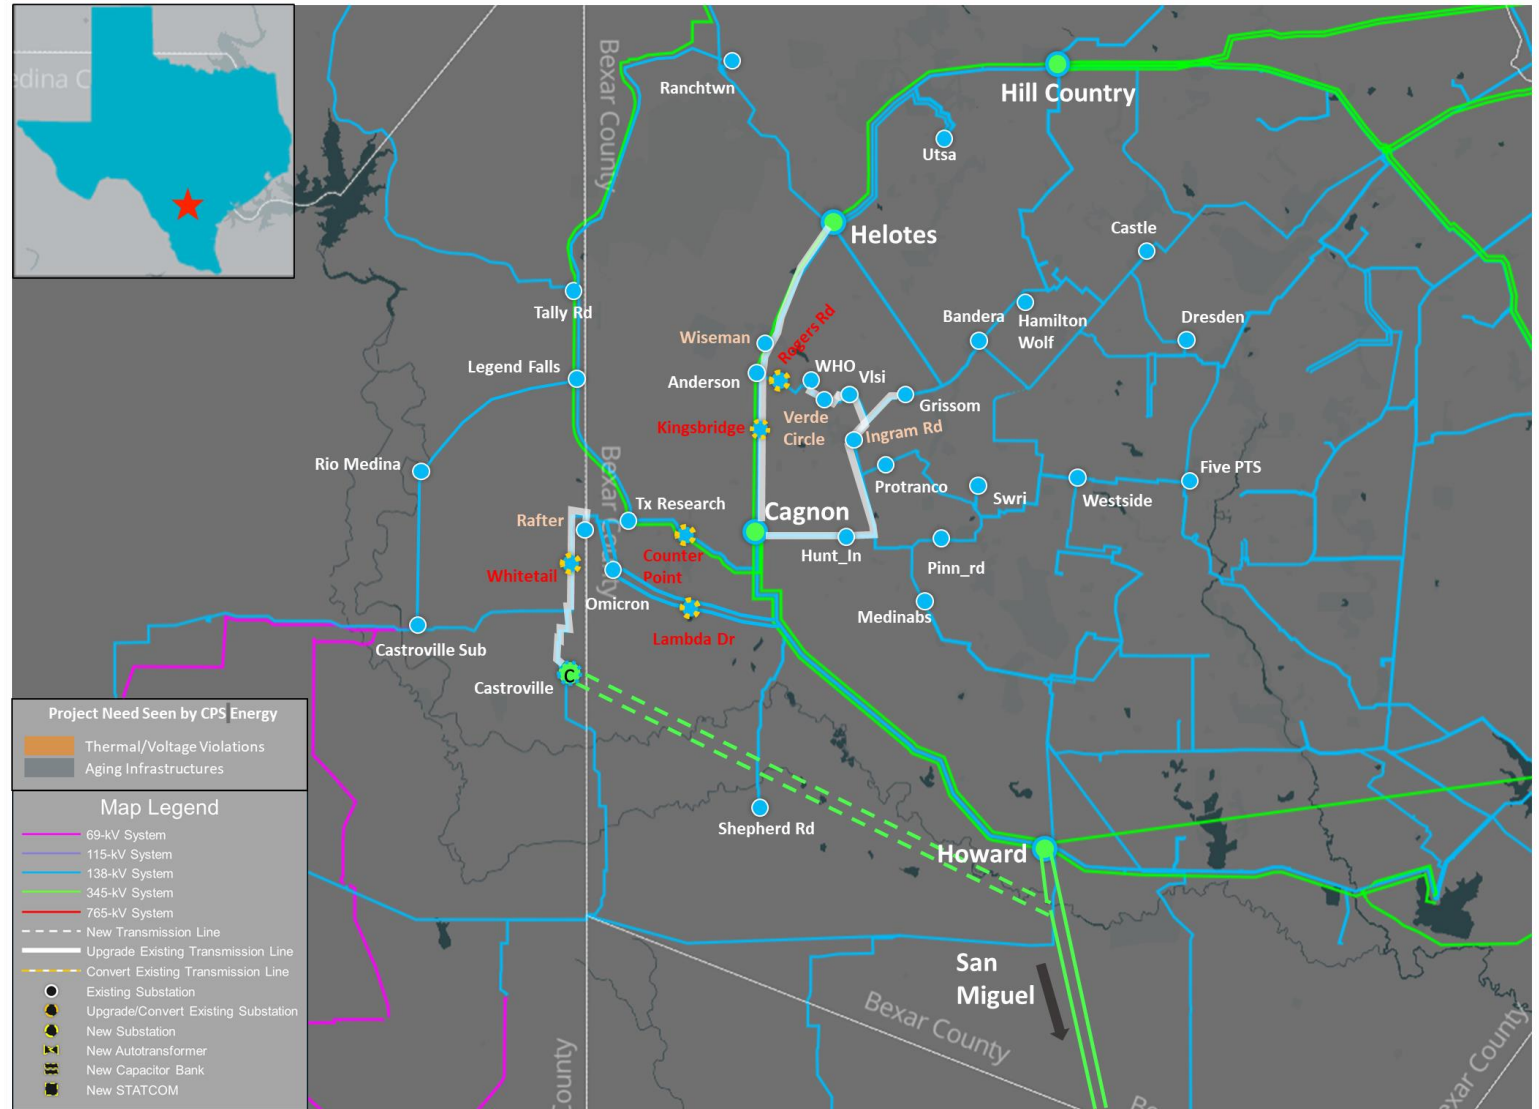 edina C
Bexar County
Ranchtwn
Hill Country
Utsa
Helotes
Castle
Tally Rd
Wiseman
Rogers Rd
Bandera
Hamilton
Wolf
Dresden
Legend Falls
Anderson
WHO
Vlsi
Grissom
Verde
Circle
Kingsbridge
Ingram Rd
Rio Medina
Bexar County
Protranco
Swri
Westside
Five PTS
Tx Research
Cagnon
Rafter
Counter
Point
Hunt_In
Pinn_rd
Whitetail
Omicron
Medinabs
Lambda Dr
Castroville Sub
C
Castroville
Shepherd Rd
Howard
San
Miguel
Bexar County
County
Bexar County
B
Project Need Seen by CPS Energy
Thermal/Voltage Violations
Aging Infrastructures
Map Legend
69-kV System
115-kV System
138-kV System
345-kV System
765-kV System
New Transmission Line
Upgrade Existing Transmission Line
Convert Existing Transmission Line
Existing Substation
Upgrade/Convert Existing Substation
New Substation
New Autotransformer
New Capacitor Bank
New STATCOM